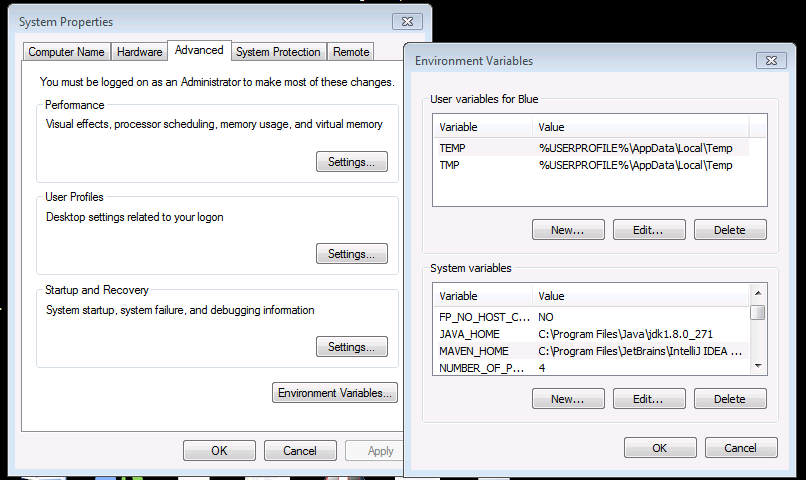 System Properties
Computer Name Hardware Advanced System Protection Remote
You must be logged on as an Administrator to make most of these changes.
Performance
Visual effects, processor scheduling, memory usage, and virtual memory
Settings...
User Profiles
Desktop settings related to your logon
Settings...
Startup and Recovery
System startup, system failure, and debugging information
Settings...
Environment Variables...
OK Cancel Apply
Environment Variables
User variables for Blue
Variable Value
TEMP %USERPROFILE%\AppData\Local\Temp
TMP %USERPROFILE%\AppData\Local\Temp
New... Edit... Delete
System variables
Variable Value
FP_NO_HOST_C... NO
JAVA_HOME C:\Program Files\Java\jdk1.8.0_271
MAVEN_HOME C:\Program Files\JetBrains\IntelliJ IDEA ...
NUMBER_OF_P... 4
New... Edit... Delete
OK Cancel